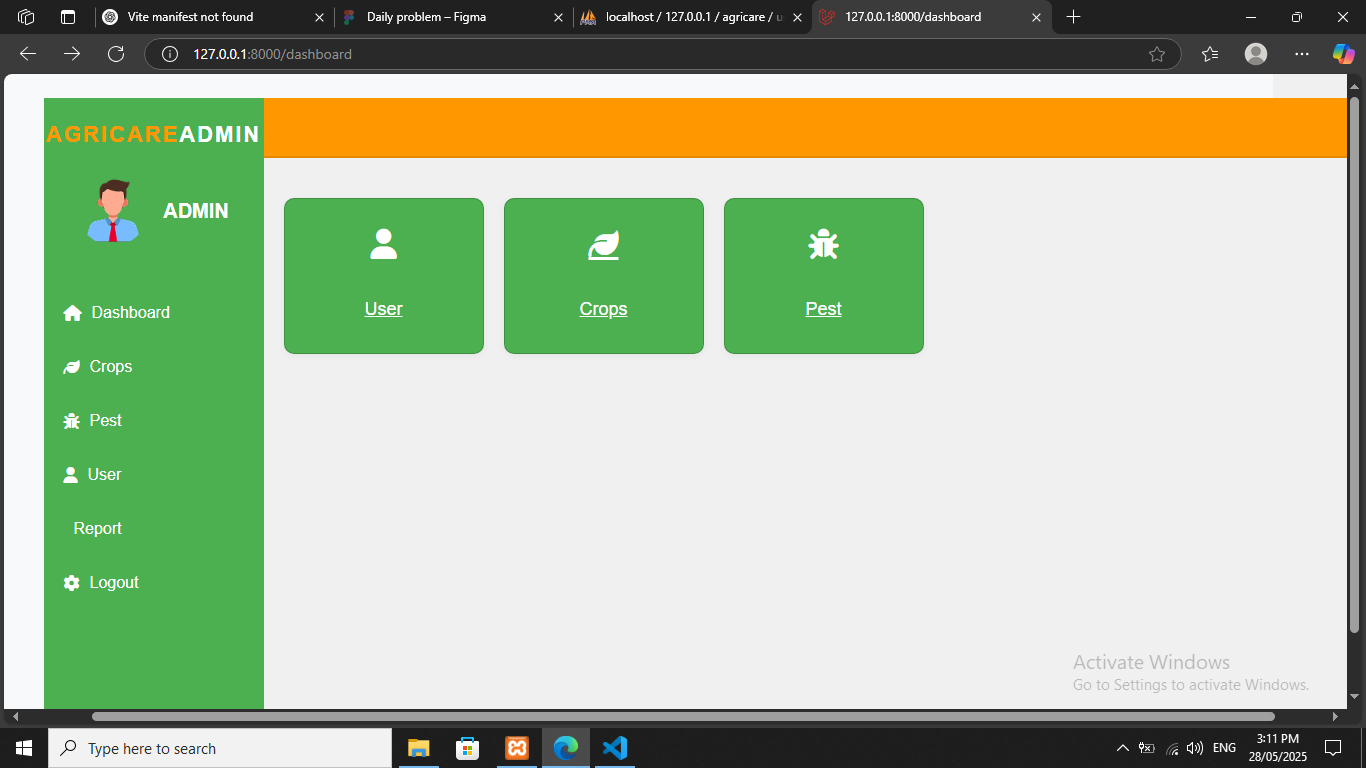 Vite manifest not found
Daily problem – Figma
localhost / 127.0.0.1 / agricare / u
127.0.0.1:8000/dashboard
127.0.0.1:8000/dashboard
AGRICAREADMIN
ADMIN
Dashboard
Crops
Pest
User
Report
Logout
User
Crops
Pest
Activate Windows
Go to Settings to activate Windows.
Type here to search
ENG
3:11 PM
28/05/2025